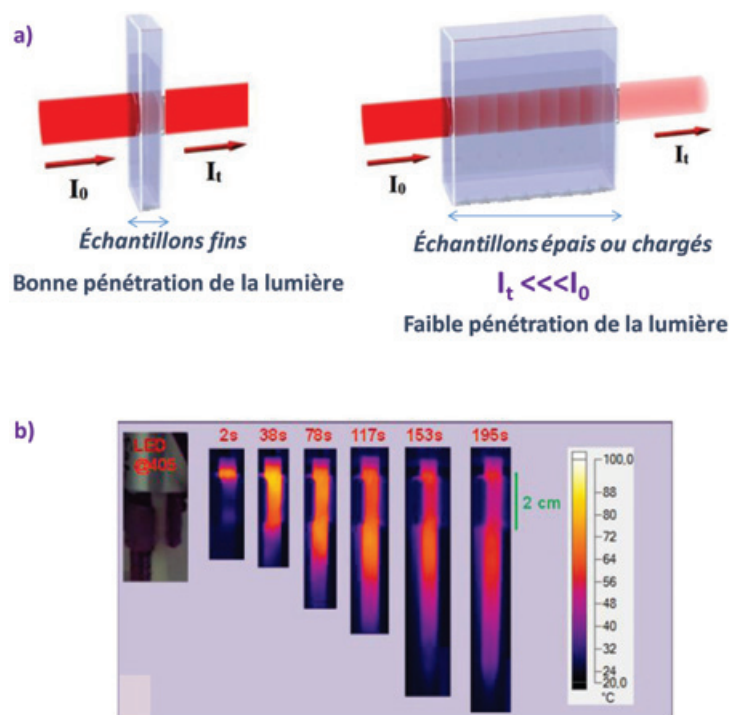 a)
I₀
Iₜ
I₀
Iₜ
Échantillons fins
Bonne pénétration de la lumière
Échantillons épais ou chargés
Iₜ <<<I₀
Faible pénétration de la lumière
b)
LED
@405
2s
38s
78s
117s
153s
195s
2 cm
100,0
88
72
64
56
48
40
32
24
20,0
°C